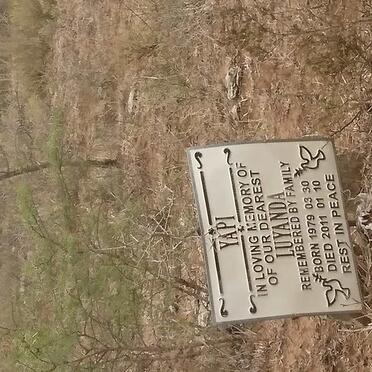 YAPI
IN LOVING MEMORY OF
OF OUR DEAREST
LUYANDA
REMEMBERED BY FAMILY
BORN 1979 03 30
DIED 2011 01 10
REST IN PEACE